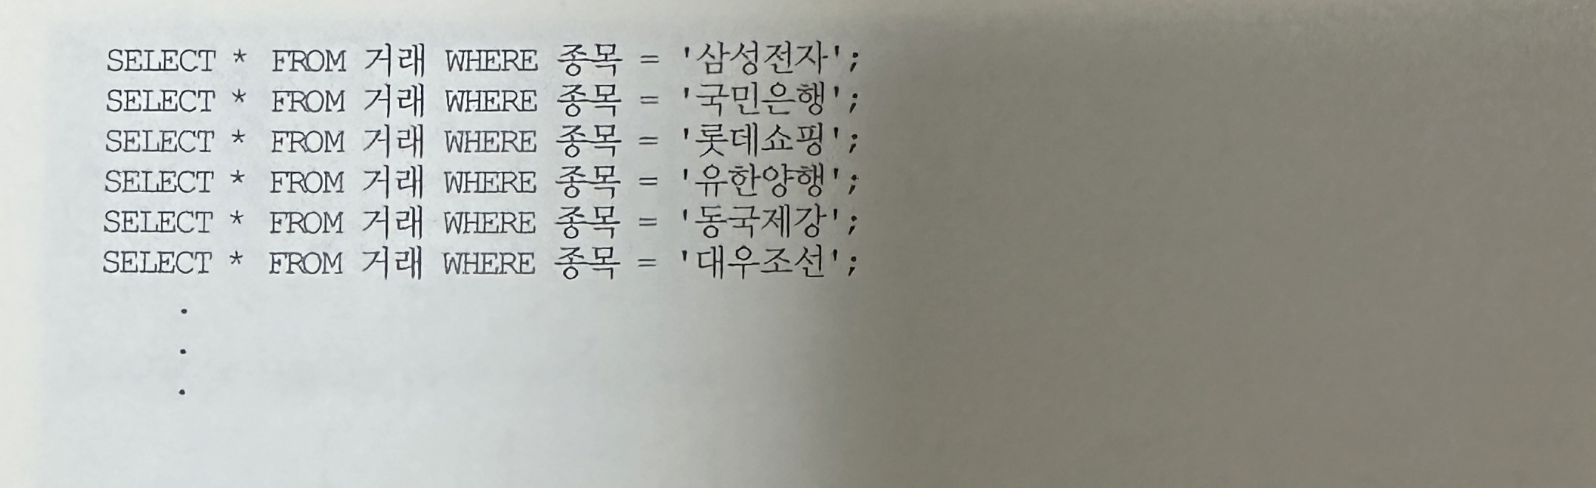 SELECT * FROM 거래 WHERE 종목 = '삼성전자';
SELECT * FROM 거래 WHERE 종목 = '국민은행';
SELECT * FROM 거래 WHERE 종목 = '롯데쇼핑';
SELECT * FROM 거래 WHERE 종목 = '유한양행';
SELECT * FROM 거래 WHERE 종목 = '동국제강';
SELECT * FROM 거래 WHERE 종목 = '대우조선';
.
.
.